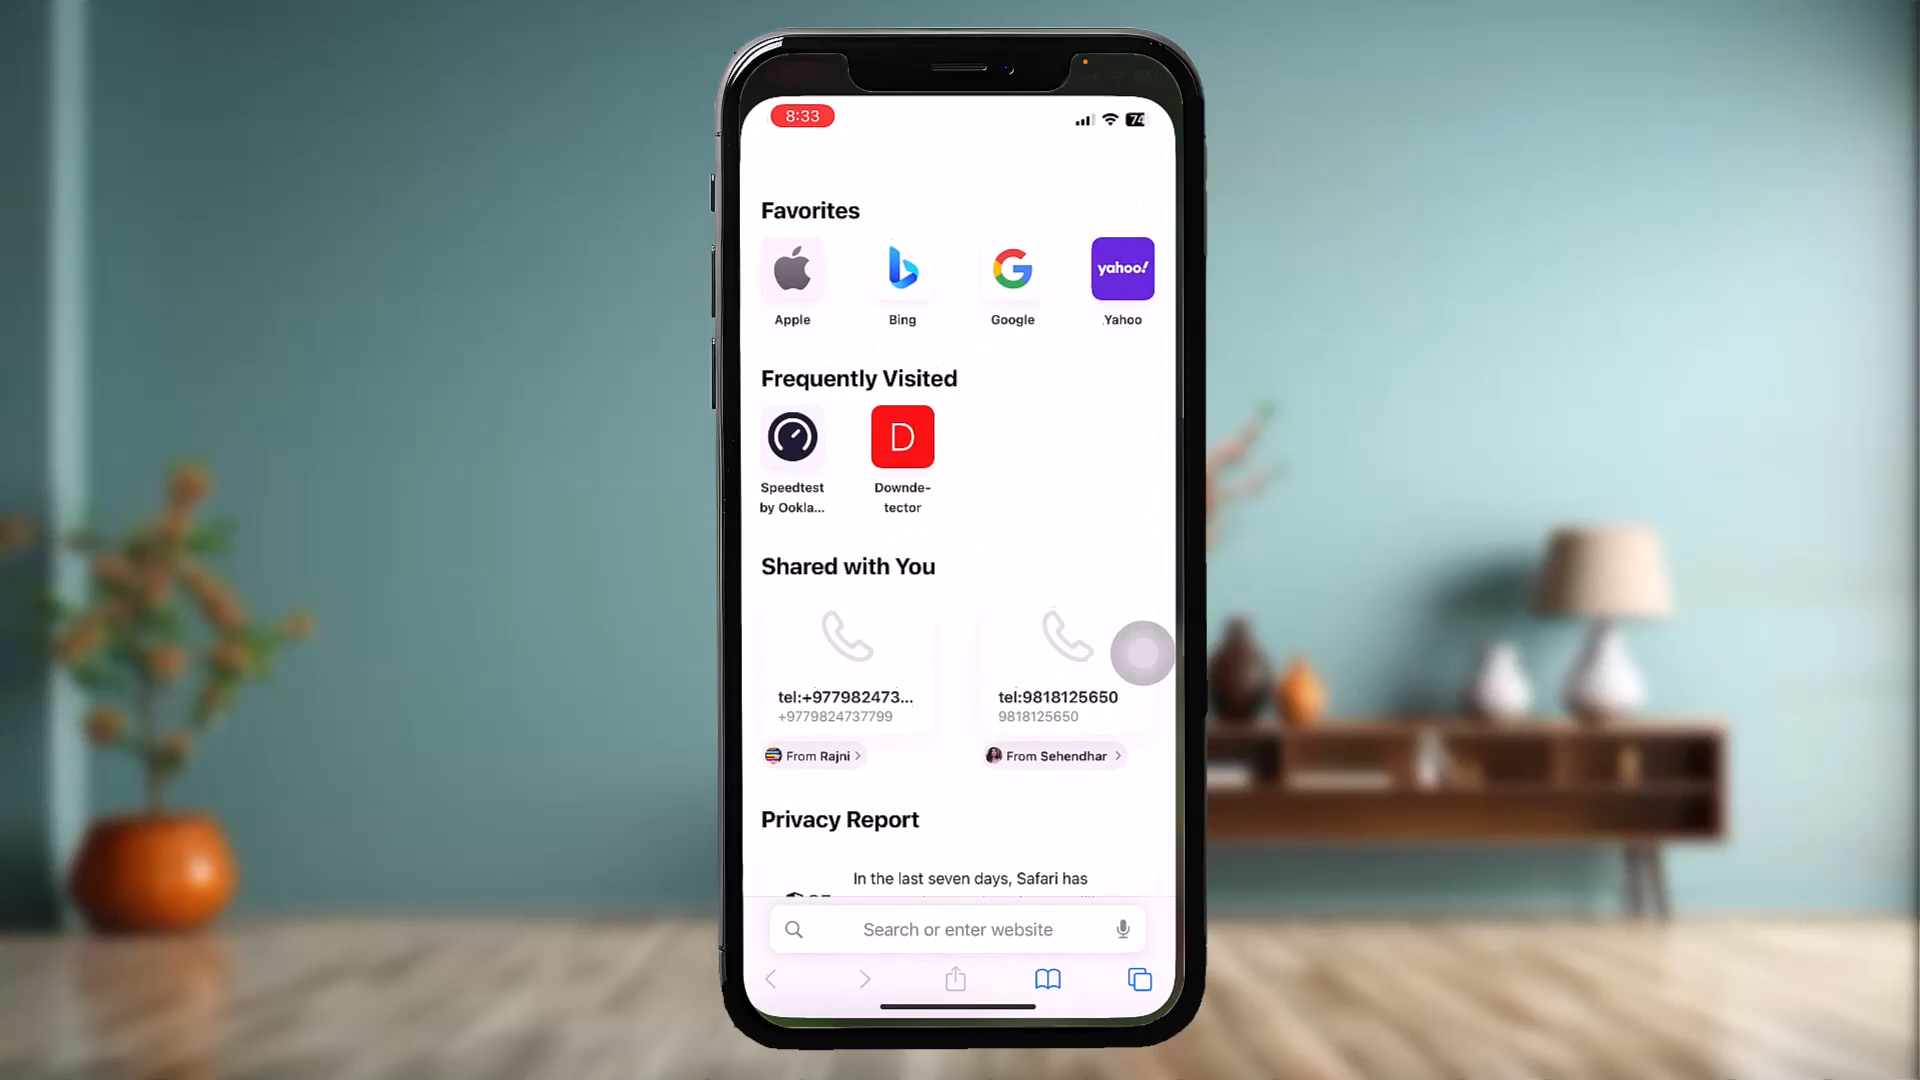 8:33
74
Favorites
yahoo!
Apple
Bing
Google
Yahoo
Frequently Visited
D
Speedtest
by Ookla...
Downde-
tector
Shared with You
tel:+977982473...
+9779824737799
tel:9818125650
9818125650
From Rajni >
From Sehendhar >
Privacy Report
In the last seven days, Safari has
Search or enter website